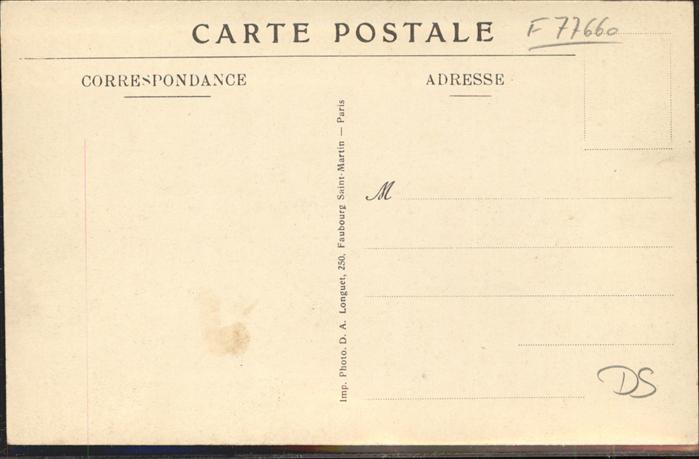 CARTE POSTALE
F 77660
CORRESPONDANCE
ADRESSE
Imp. Photo. D. A. Longuet, 250, Faubourg Saint-Martin — Paris
M
DS